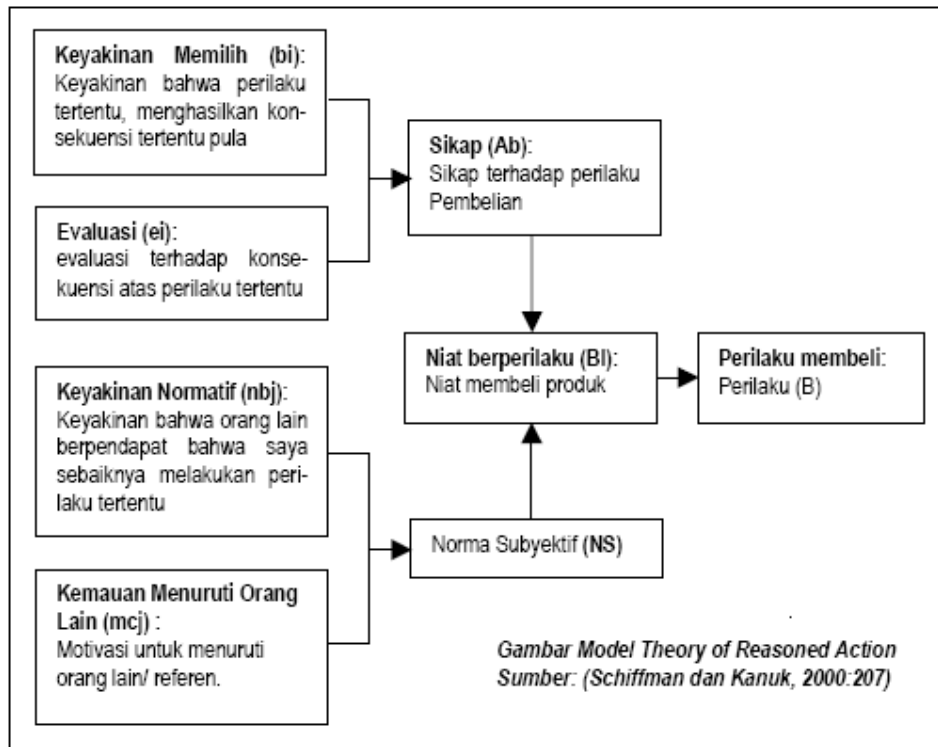 Keyakinan Memilih (bi):
Keyakinan bahwa perilaku
tertentu, menghasilkan kon-
sekuensi tertentu pula
Evaluasi (ei):
evaluasi terhadap konse-
kuensi atas perilaku tertentu
Sikap (Ab):
Sikap terhadap perilaku
Pembelian
Keyakinan Normatif (nbj):
Keyakinan bahwa orang lain
berpendapat bahwa saya
sebaiknya melakukan peri-
laku tertentu
Kemauan Menuruti Orang
Lain (mcj) :
Motivasi untuk menuruti
orang lain/ referen.
Niat berperilaku (BI):
Niat membeli produk
Perilaku membeli:
Perilaku (B)
Norma Subyektif (NS)
Gambar Model Theory of Reasoned Action
Sumber: (Schiffman dan Kanuk, 2000:207)